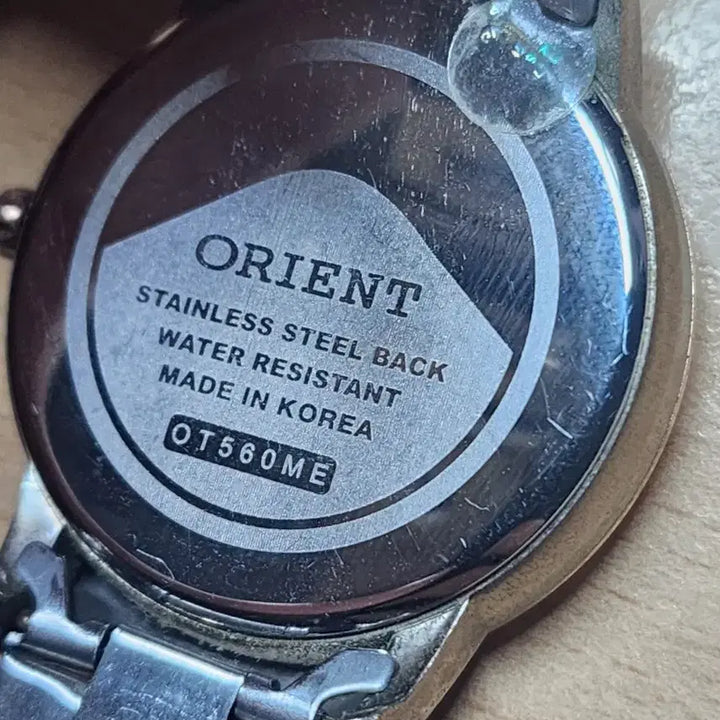 ORIENT
STAINLESS STEEL BACK
WATER RESISTANT
MADE IN KOREA
OT560ME